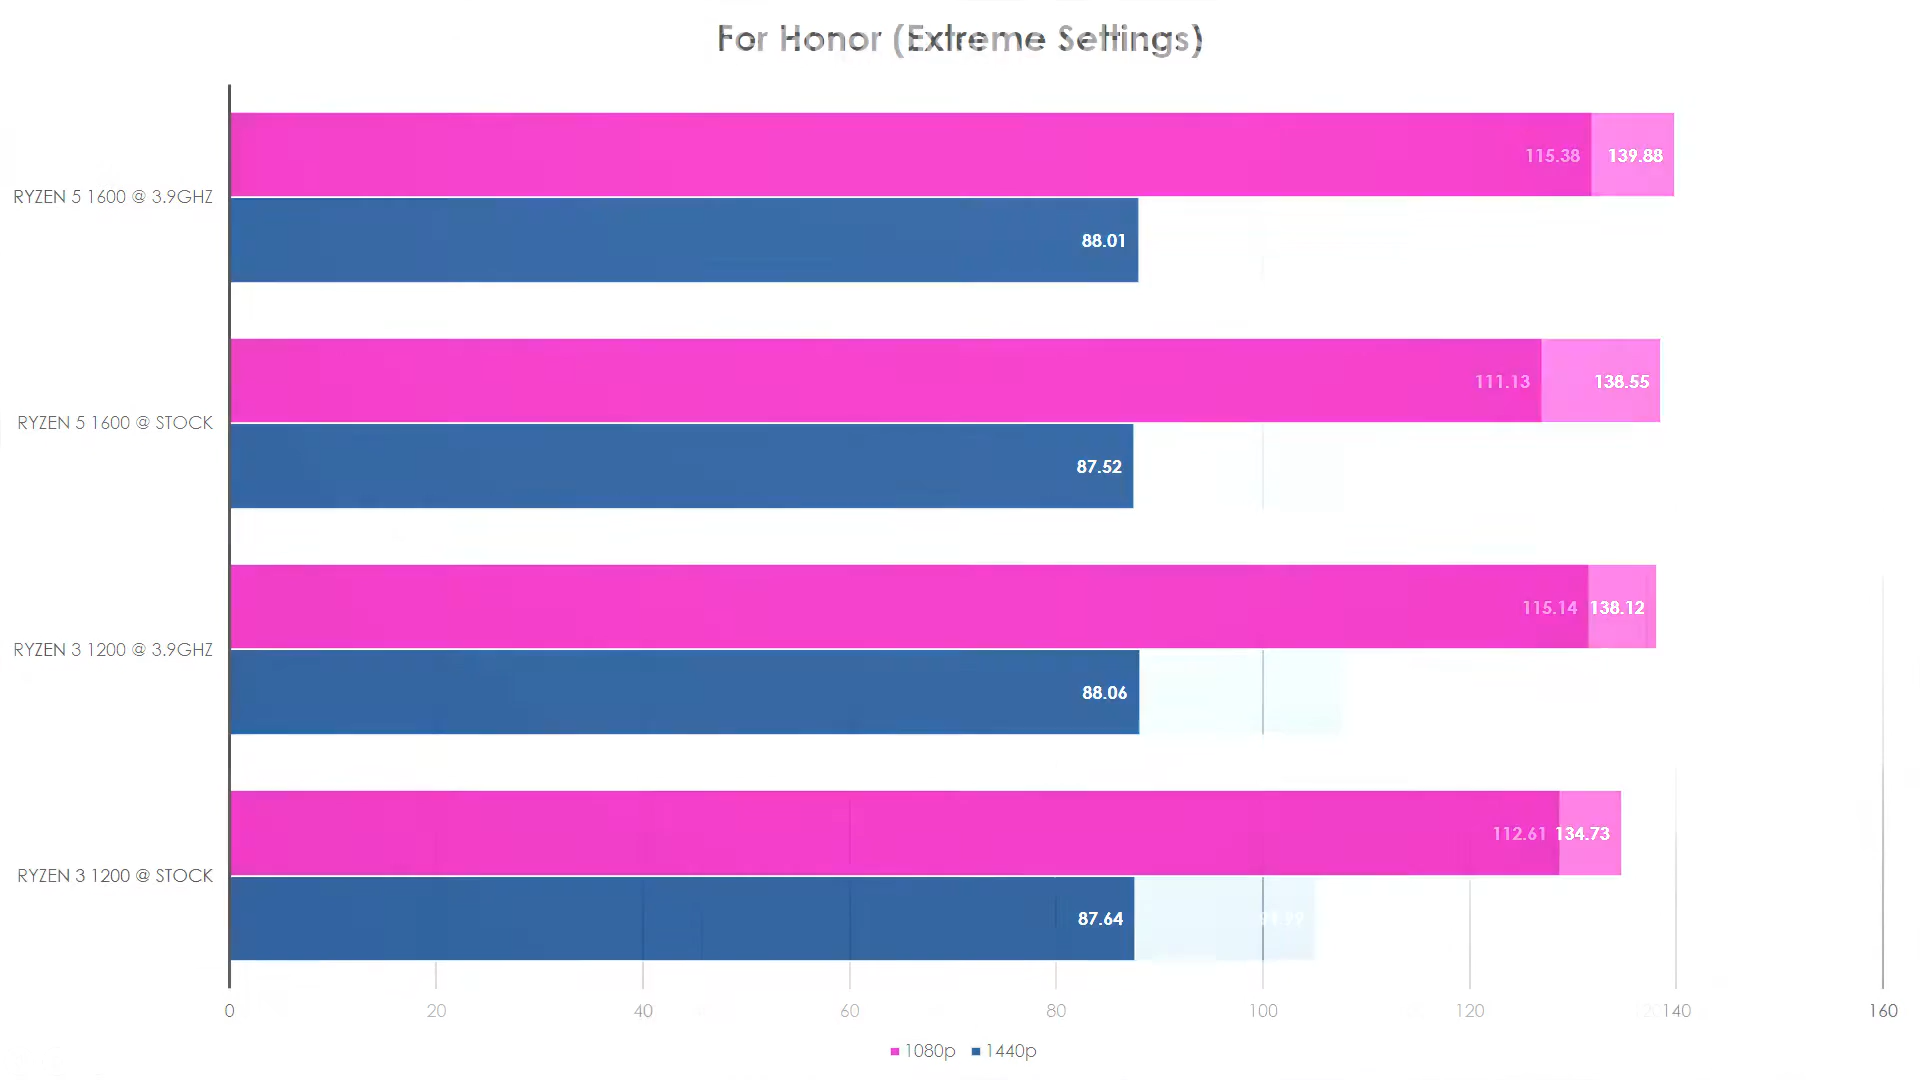 For Honor (Extreme Settings)
RYZEN 5 1600 @ 3.9GHZ
115.38 139.88
88.01
RYZEN 5 1600 @ STOCK
111.13 138.55
87.52
RYZEN 3 1200 @ 3.9GHZ
115.14 138.12
88.06
RYZEN 3 1200 @ STOCK
112.61 134.73
87.64
0 20 40 60 80 100 120 140 160
1080p 1440p